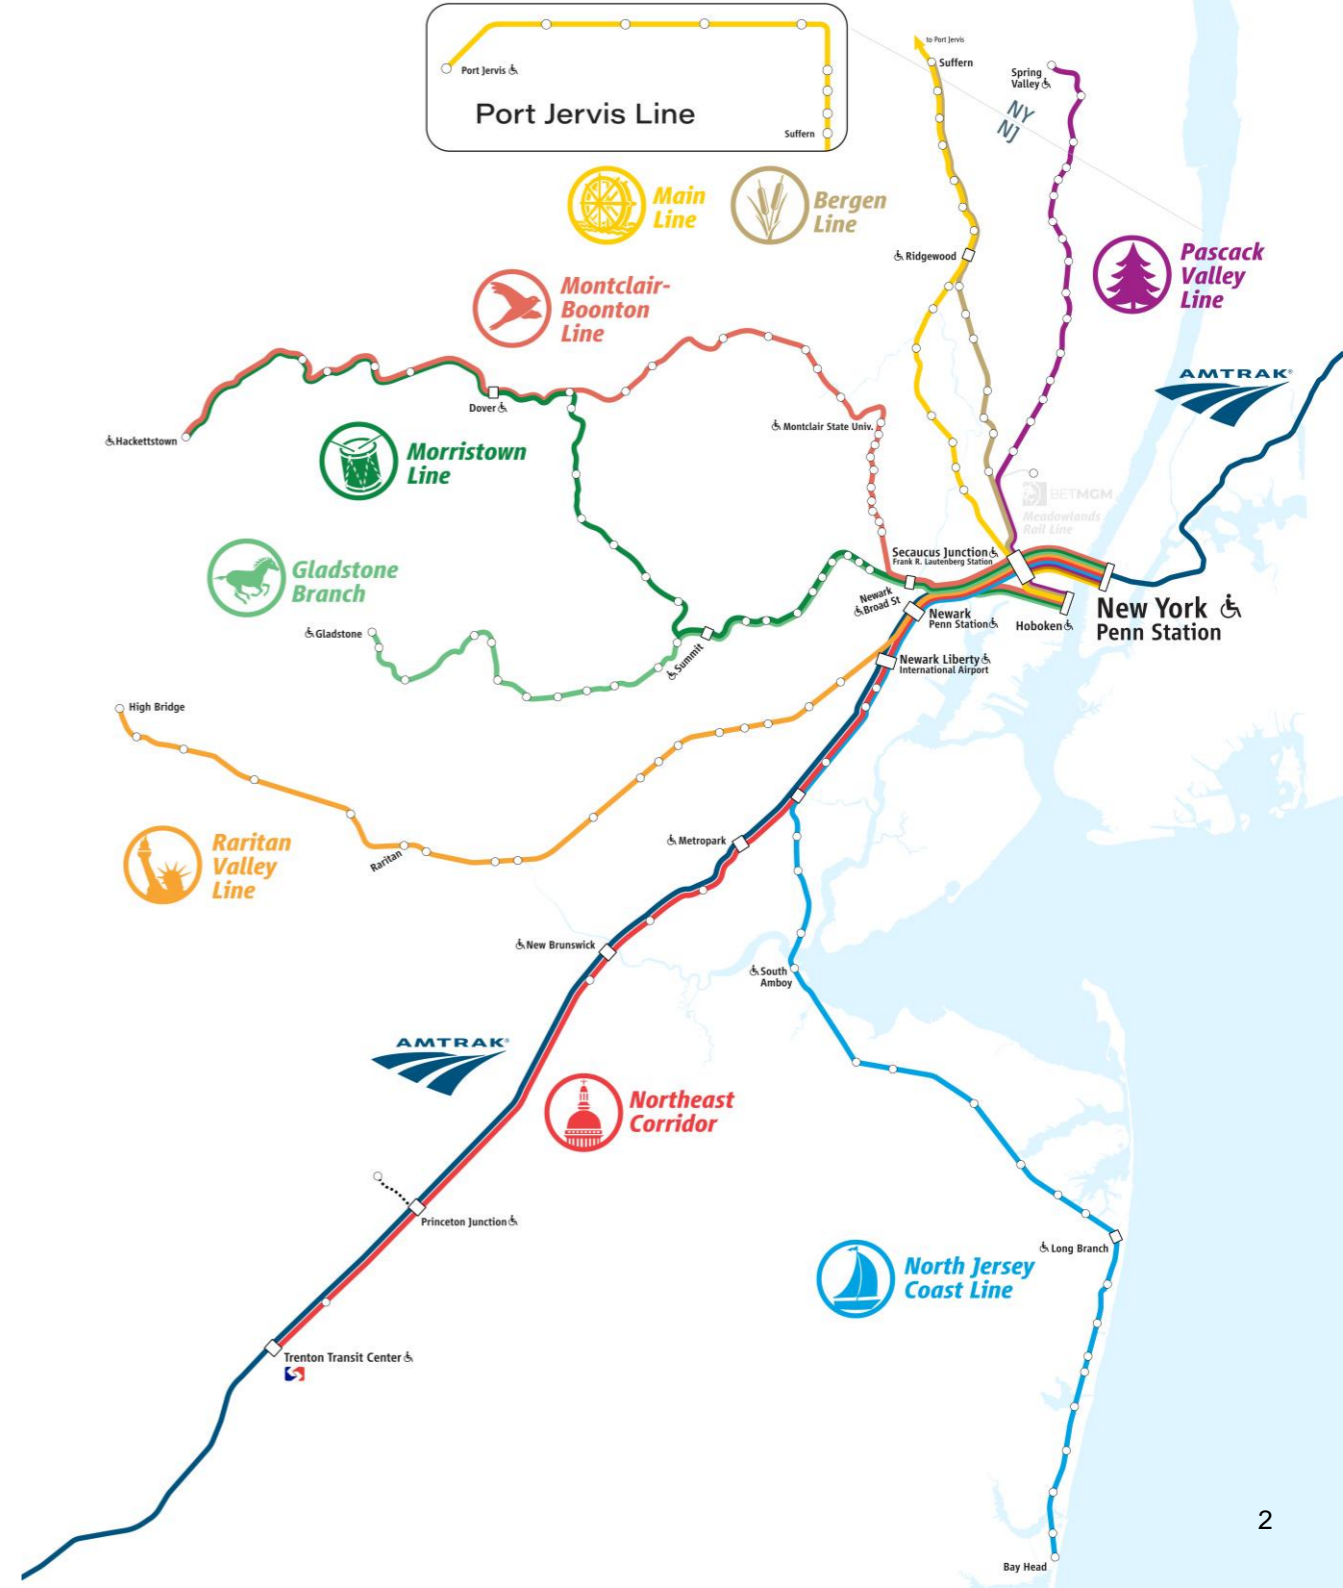 to Port Jervis
Suffern
Spring
Valley
Port Jervis
Port Jervis Line
Suffern
NY
NJ
Main
Line
Bergen
Line
Ridgewood
Pascack
Valley
Line
Montclair-
Boonton
Line
AMTRAK®
Dover
Montclair State Univ.
Hackettstown
Morristown
Line
BETMGM
Meadowlands
Rail Line
Secaucus Junction
Frank R. Lautenberg Station
Gladstone
Branch
Newark
Broad St
Newark
Penn Station
Hoboken
New York
Penn Station
Gladstone
Summit
Newark Liberty
International Airport
High Bridge
Raritan
Valley
Line
Raritan
Metropark
New Brunswick
South
Amboy
AMTRAK®
Northeast
Corridor
Princeton Junction
Long Branch
North Jersey
Coast Line
Trenton Transit Center
2
Bay Head